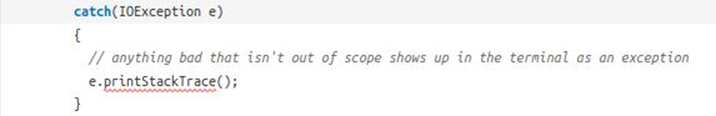 catch(IOException e)
{
// anything bad that isn't out of scope shows up in the terminal as an exception
e.printStackTrace();
}